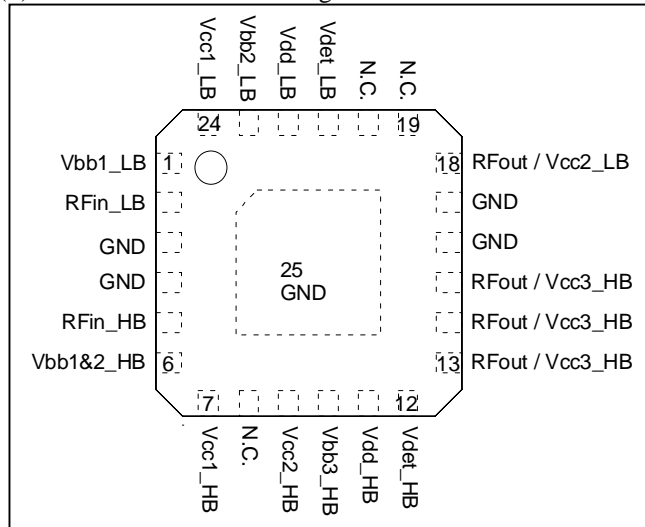 Vcc1_LB
Vbb2_LB
Vdd_LB
Vdet_LB
N.C.
N.C.
24
19
Vbb1_LB
1
18
RFout / Vcc2_LB
RFin_LB
GND
GND
GND
GND
25
GND
RFout / Vcc3_HB
RFin_HB
RFout / Vcc3_HB
Vbb1&2_HB
6
13
RFout / Vcc3_HB
7
12
Vcc1_HB
N.C.
Vcc2_HB
Vbb3_HB
Vdd_HB
Vdet_HB